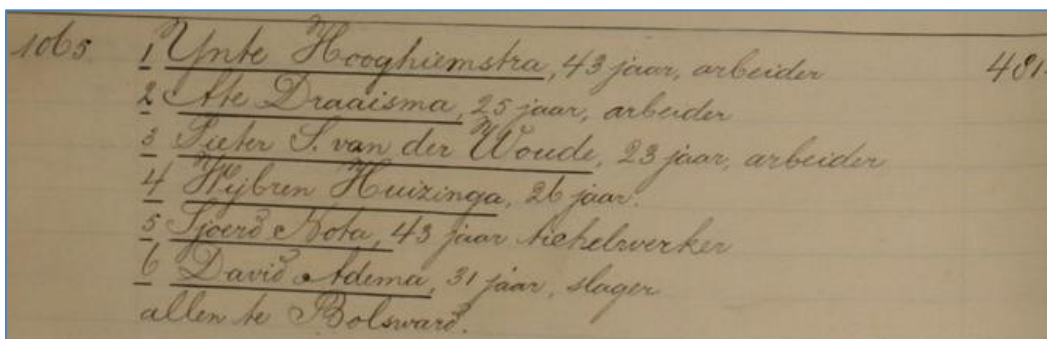 1065 1 Ynte Hooghiemstra, 43 jaar, arbeider 481.
2 Ate Draaisma, 25 jaar, arbeider
3 Pieter S. van der Woude, 23 jaar, arbeider
4 Wijbren Huizinga, 26 jaar.
5 Sjoerd Nota, 43 jaar tichelwerker
6 David Adema, 31 jaar, slager
allen te Bolsward.